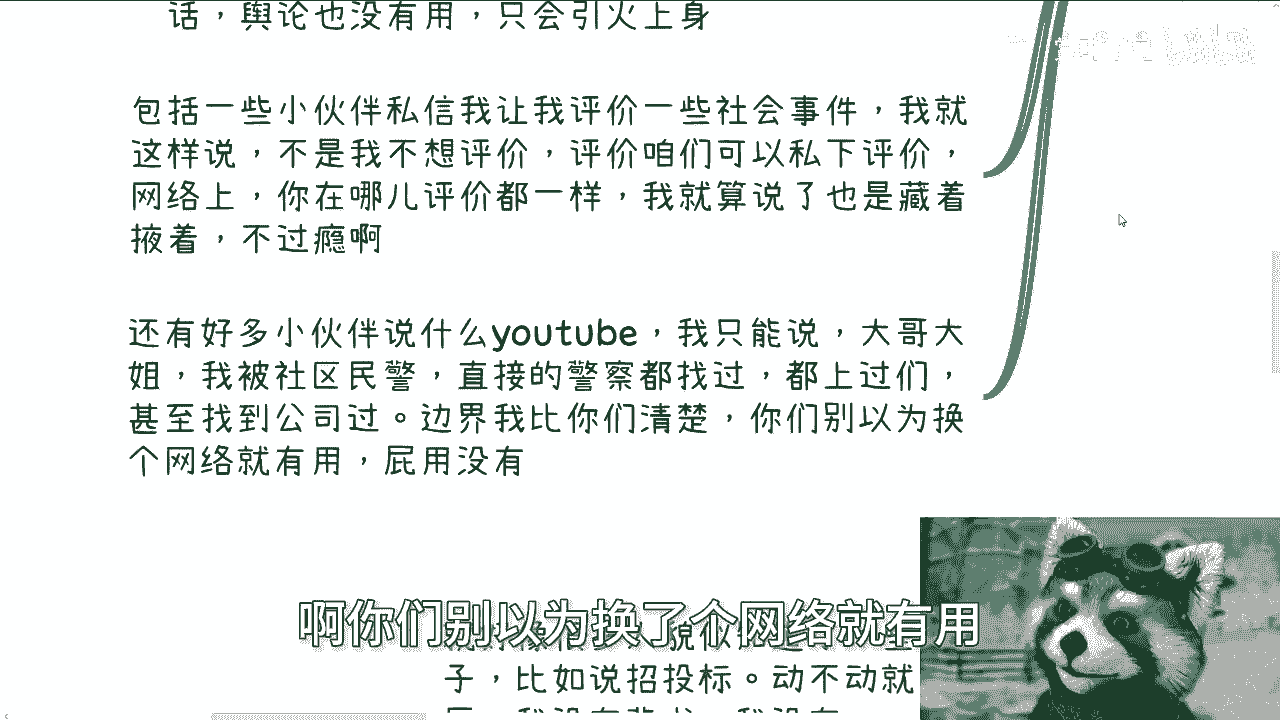 话，舆论也没有用，只会引火上身
包括一些小伙伴私信我让我评价一些社会事件，我就
这样说，不是我不想评价，评价咱们可以私下评价，
网络上，你在哪儿评价都一样，我就算说了也是藏着
掖着，不过瘾啊
还有好多小伙伴说什么youtube，我只能说，大哥大
姐，我被社区民警，直接的警察都找过，都上过们，
甚至找到公司过。边界我比你们清楚，你们别以为换
个网络就有用，屁用没有
啊你们别以为换了个网络就有用
子，比如说招投标。动不动就